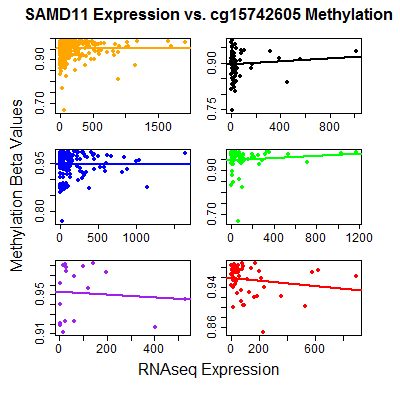 SAMD11 Expression vs. cg15742605 Methylation
Methylation Beta Values
0.90
0.70
0 500 1500
0.90
0.75
0 400 1000
0.95
0.80
0 500 1500
0.90
0.70
0 400 800 1200
0.95
0.91
0 200 400
0.94
0.86
0 200 600
RNAseq Expression